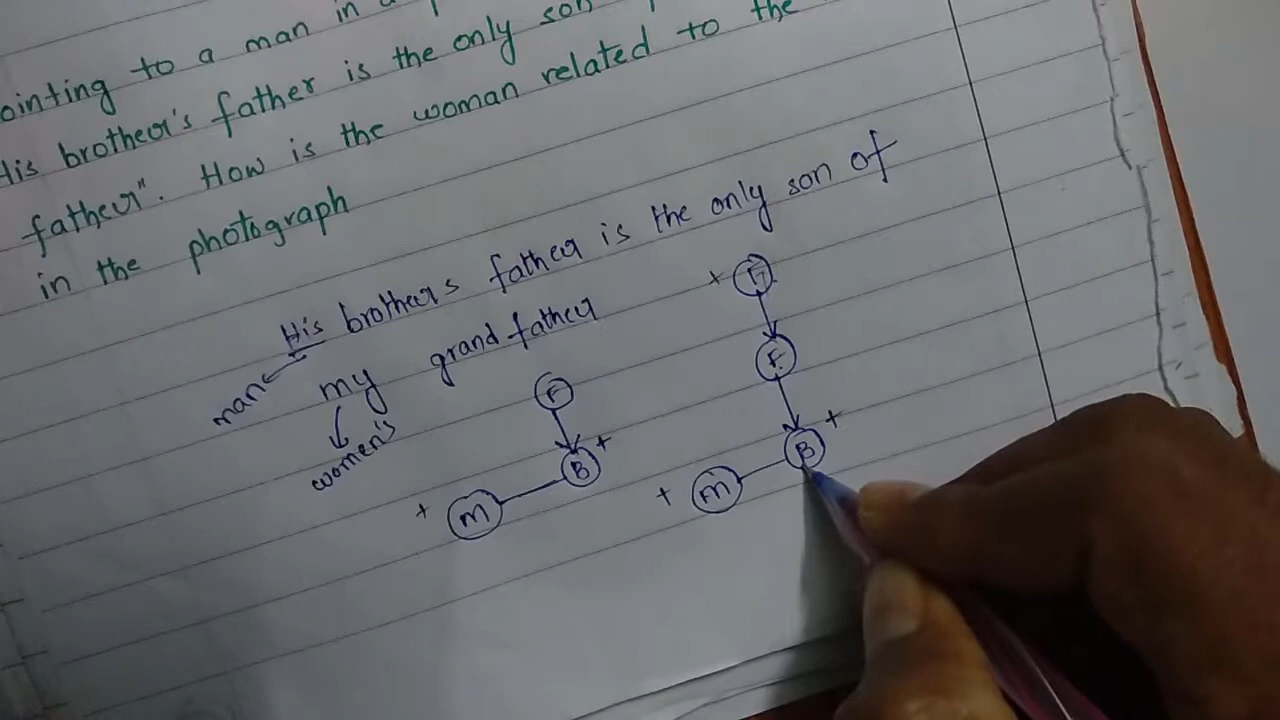 ointing to a man in a
His brother's father is the only son
father". How is the woman related to the
in the photograph
His brothers father is the only son of
man my grand father
women's
F
B +
+ m
+ G
F
B +
+ m